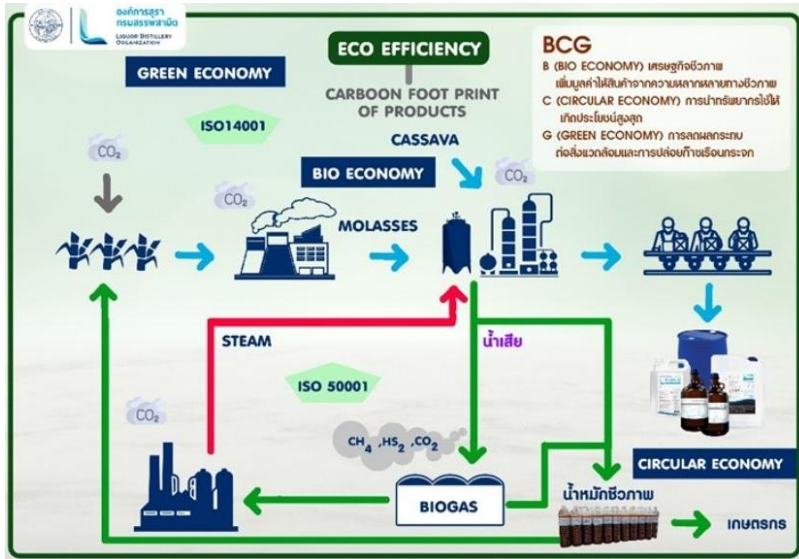 องค์การสุรา
กรมสรรพสามิต
LIQUOR DISTILLERY
ORGANIZATION
GREEN ECONOMY
ECO EFFICIENCY
CARBOON FOOT PRINT
OF PRODUCTS
BCG
B (BIO ECONOMY) เศรษฐกิจชีวภาพ
เพิ่มมูลค่าให้สินค้าจากความหลากหลายทางชีวภาพ
C (CIRCULAR ECONOMY) การนำทรัพยากรใช้ให้
เกิดประโยชน์สูงสุด
G (GREEN ECONOMY) การลดผลกระทบ
ต่อสิ่งแวดล้อมและการปล่อยก๊าซเรือนกระจก
ISO14001
CASSAVA
CO2
BIO ECONOMY
CO2
CO2
MOLASSES
STEAM
น้ำเสีย
ISO 50001
CO2
CH4 ,HS2 ,CO2
CIRCULAR ECONOMY
น้ำหมักชีวภาพ
BIOGAS
เกษตรกร